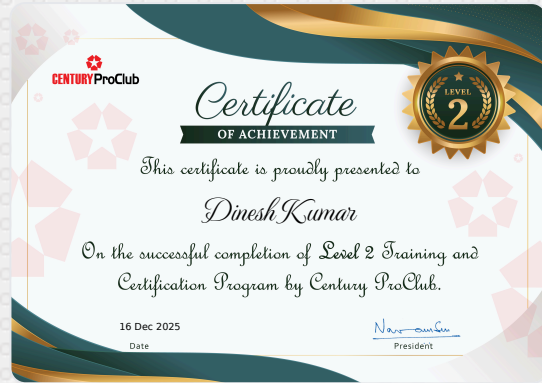 CENTURY ProClub
Certificate
OF ACHIEVEMENT
LEVEL
2
This certificate is proudly presented to
Dinesh Kumar
On the successful completion of Level 2 Training and
Certification Program by Century ProClub.
16 Dec 2025
Date
President